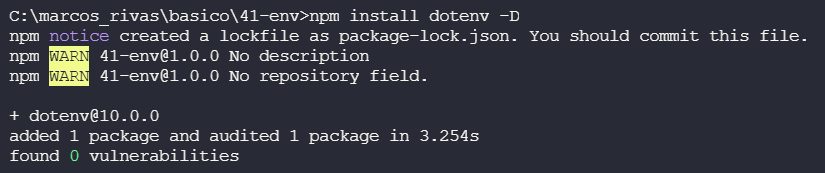 C:\marcos_rivas\basico\41-env>npm install dotenv -D
npm notice created a lockfile as package-lock.json. You should commit this file.
npm WARN 41-env@1.0.0 No description
npm WARN 41-env@1.0.0 No repository field.
+ dotenv@10.0.0
added 1 package and audited 1 package in 3.254s
found 0 vulnerabilities